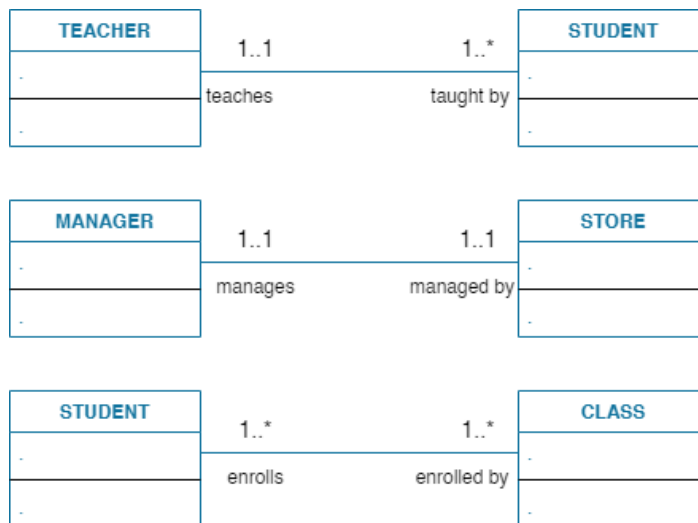 TEACHER 1..1 1..* STUDENT
.
.
teaches taught by
.
.
MANAGER 1..1 1..1 STORE
.
.
manages managed by
.
.
STUDENT 1..* 1..* CLASS
.
.
enrolls enrolled by
.
.